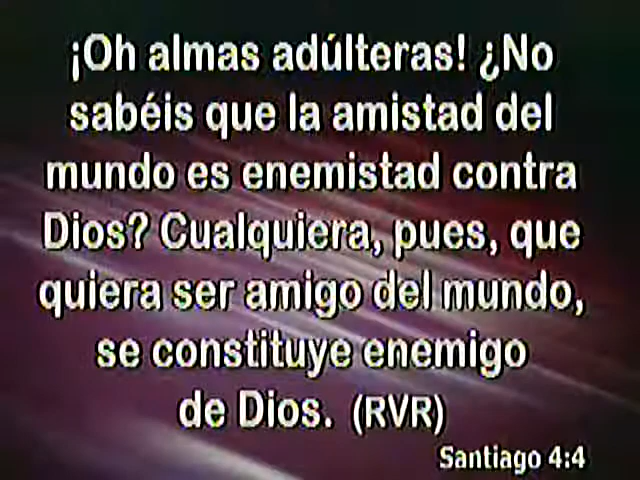 ¡Oh almas adúlteras! ¿No
sabéis que la amistad del
mundo es enemistad contra
Dios? Cualquiera, pues, que
quiera ser amigo del mundo,
se constituye enemigo
de Dios. (RVR)
Santiago 4:4